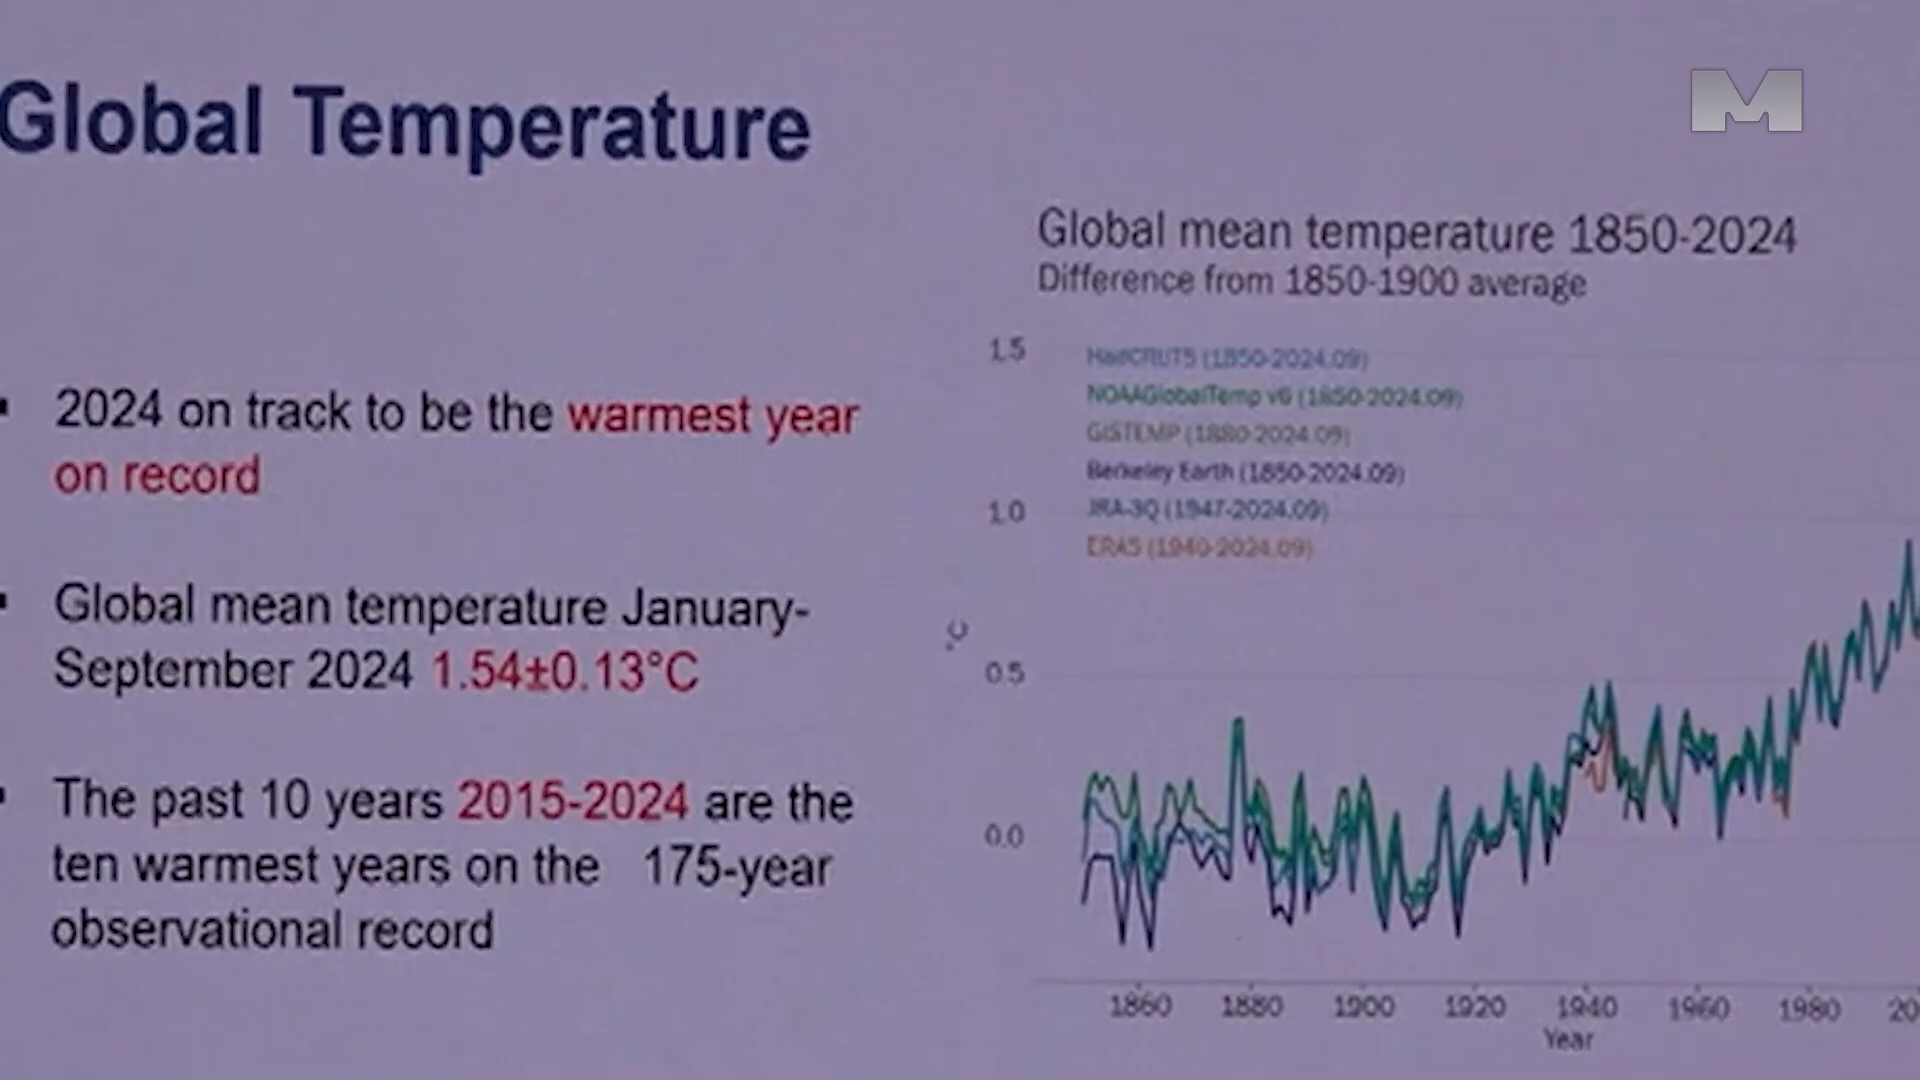 Global Temperature
M
Global mean temperature 1850-2024
Difference from 1850-1900 average
2024 on track to be the warmest year
on record
Global mean temperature January-
September 2024 1.54±0.13°C
The past 10 years 2015-2024 are the
ten warmest years on the 175-year
observational record
HadCRUT5 (1850-2024.09)
NOAAGlobalTemp v6 (1850-2024.09)
GISTEMP (1880-2024.09)
Berkeley Earth (1850-2024.09)
JRA-3Q (1947-2024.09)
ERA5 (1940-2024.09)
1.5
1.0
°C
0.5
0.0
1860 1880 1900 1920 1940 1960 1980 20
Year